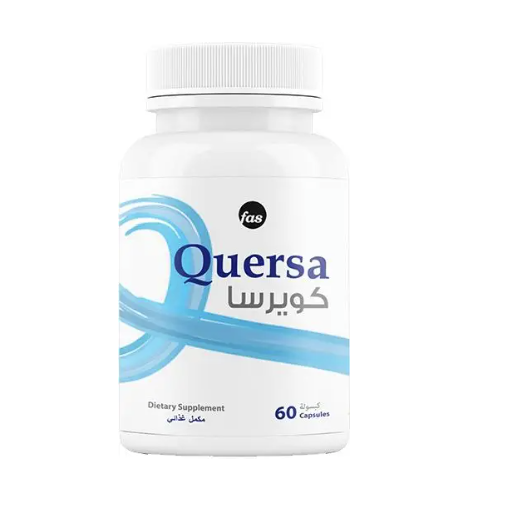 fas
Quersa
كويرسا
Dietary Supplement
مكمل غذائي
60 كبسولة
Capsules